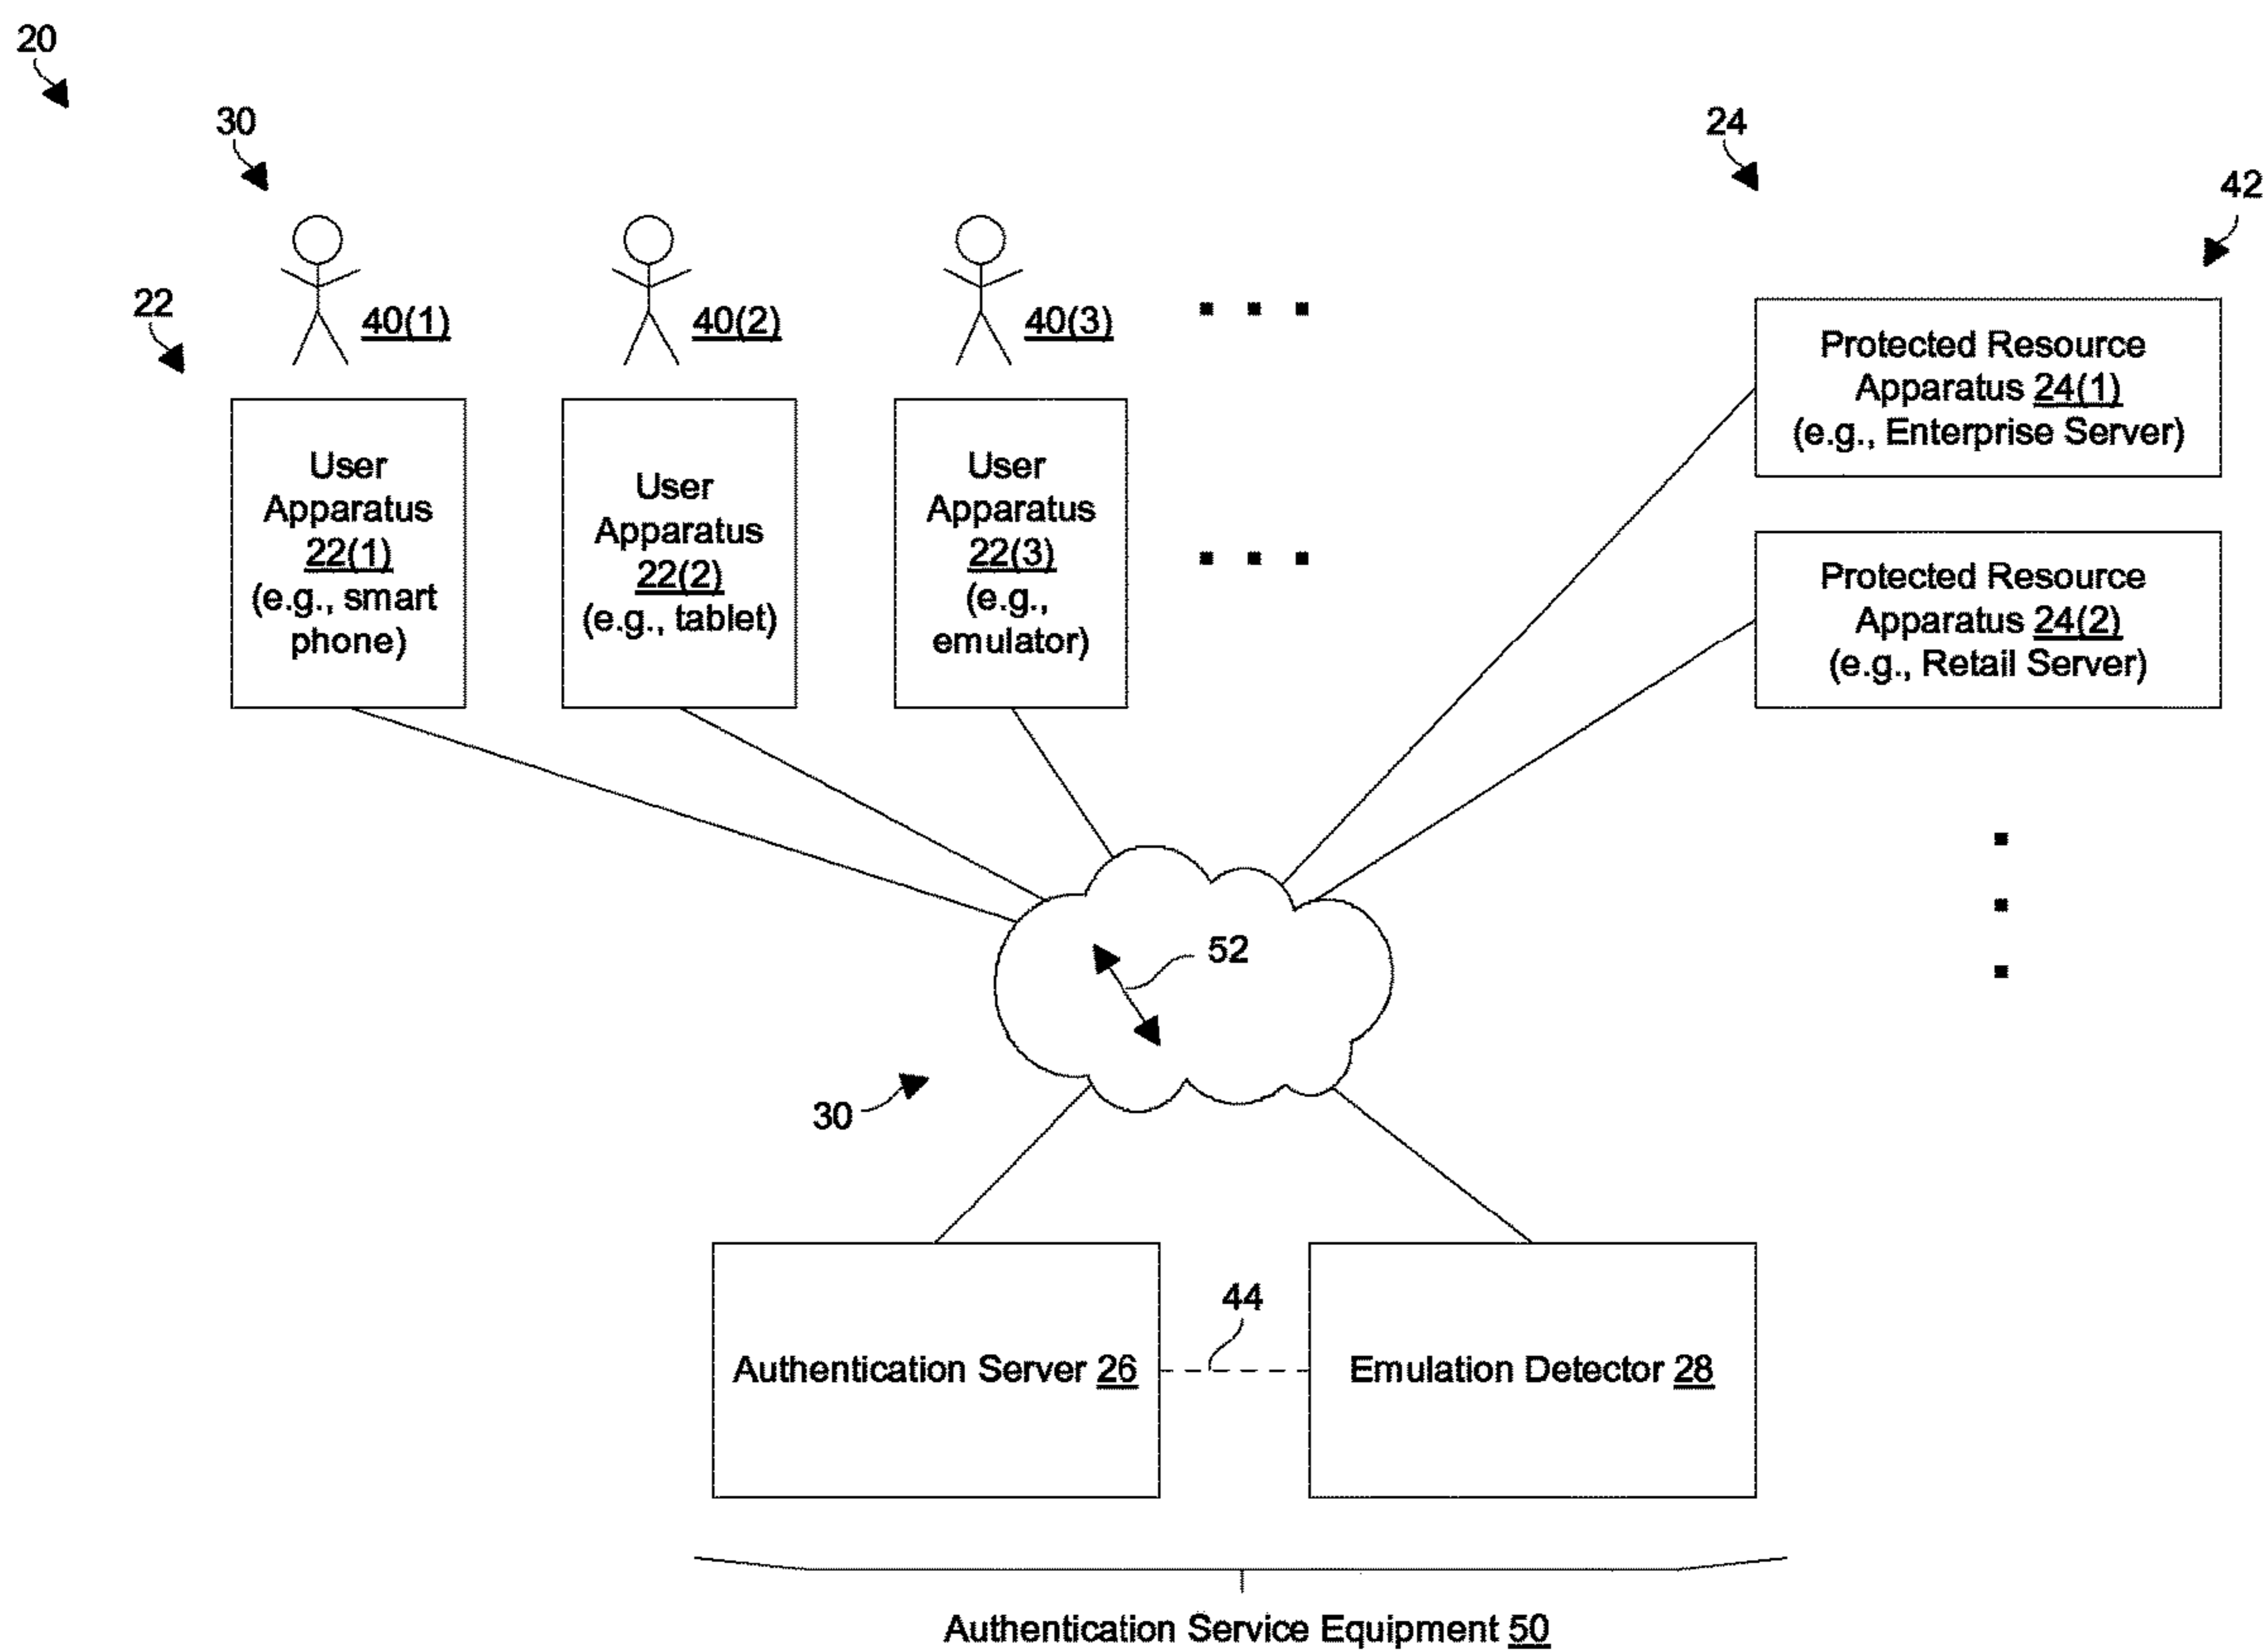 20
30
24
42
22
40(1)
40(2)
40(3)
User
Apparatus
22(1)
(e.g., smart
phone)
User
Apparatus
22(2)
(e.g., tablet)
User
Apparatus
22(3)
(e.g.,
emulator)
Protected Resource
Apparatus 24(1)
(e.g., Enterprise Server)
Protected Resource
Apparatus 24(2)
(e.g., Retail Server)
52
30
44
Authentication Server 26
Emulation Detector 28
Authentication Service Equipment 50